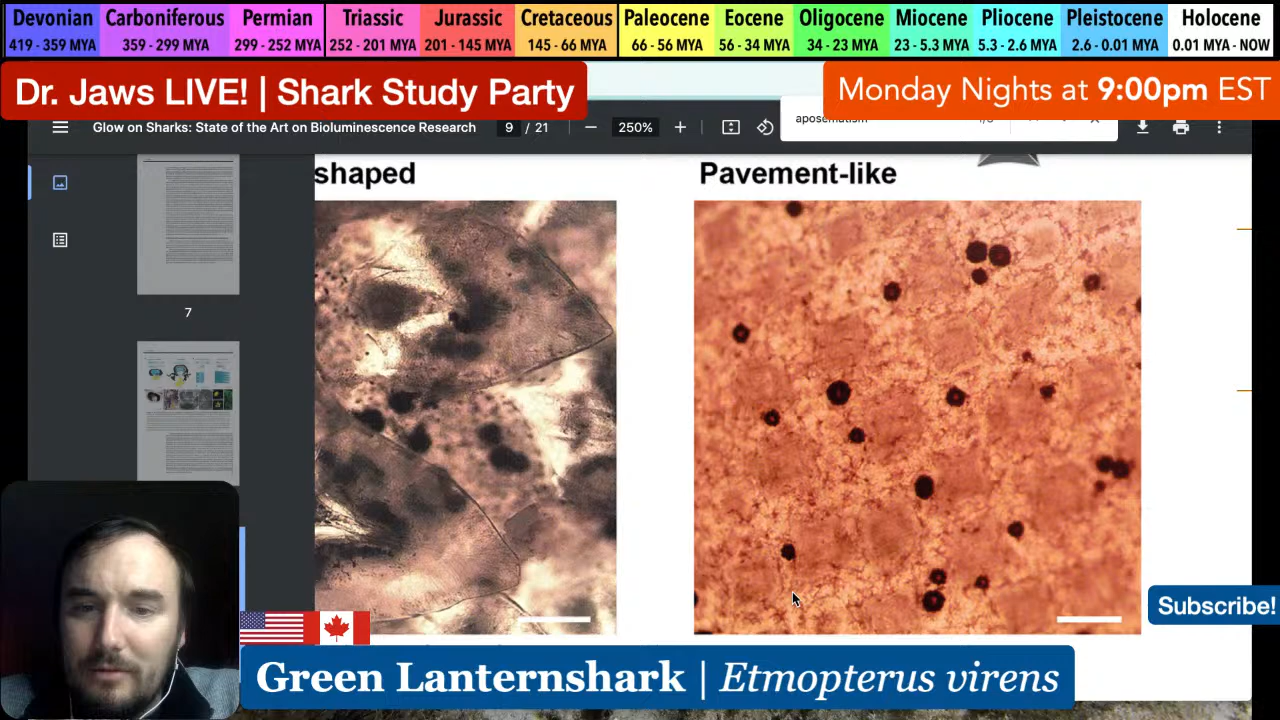 Devonian Carboniferous Permian Triassic Jurassic Cretaceous Paleocene Eocene Oligocene Miocene Pliocene Pleistocene Holocene
419 - 359 MYA 359 - 299 MYA 299 - 252 MYA 252 - 201 MYA 201 - 145 MYA 145 - 66 MYA 66 - 56 MYA 56 - 34 MYA 34 - 23 MYA 23 - 5.3 MYA 5.3 - 2.6 MYA 2.6 - 0.01 MYA 0.01 MYA - NOW
Dr. Jaws LIVE! | Shark Study Party
Monday Nights at 9:00pm EST
Glow on Sharks: State of the Art on Bioluminescence Research 9 / 21 − 250% + aposematism
shaped Pavement-like
7
Subscribe!
Green Lanternshark | Etmopterus virens